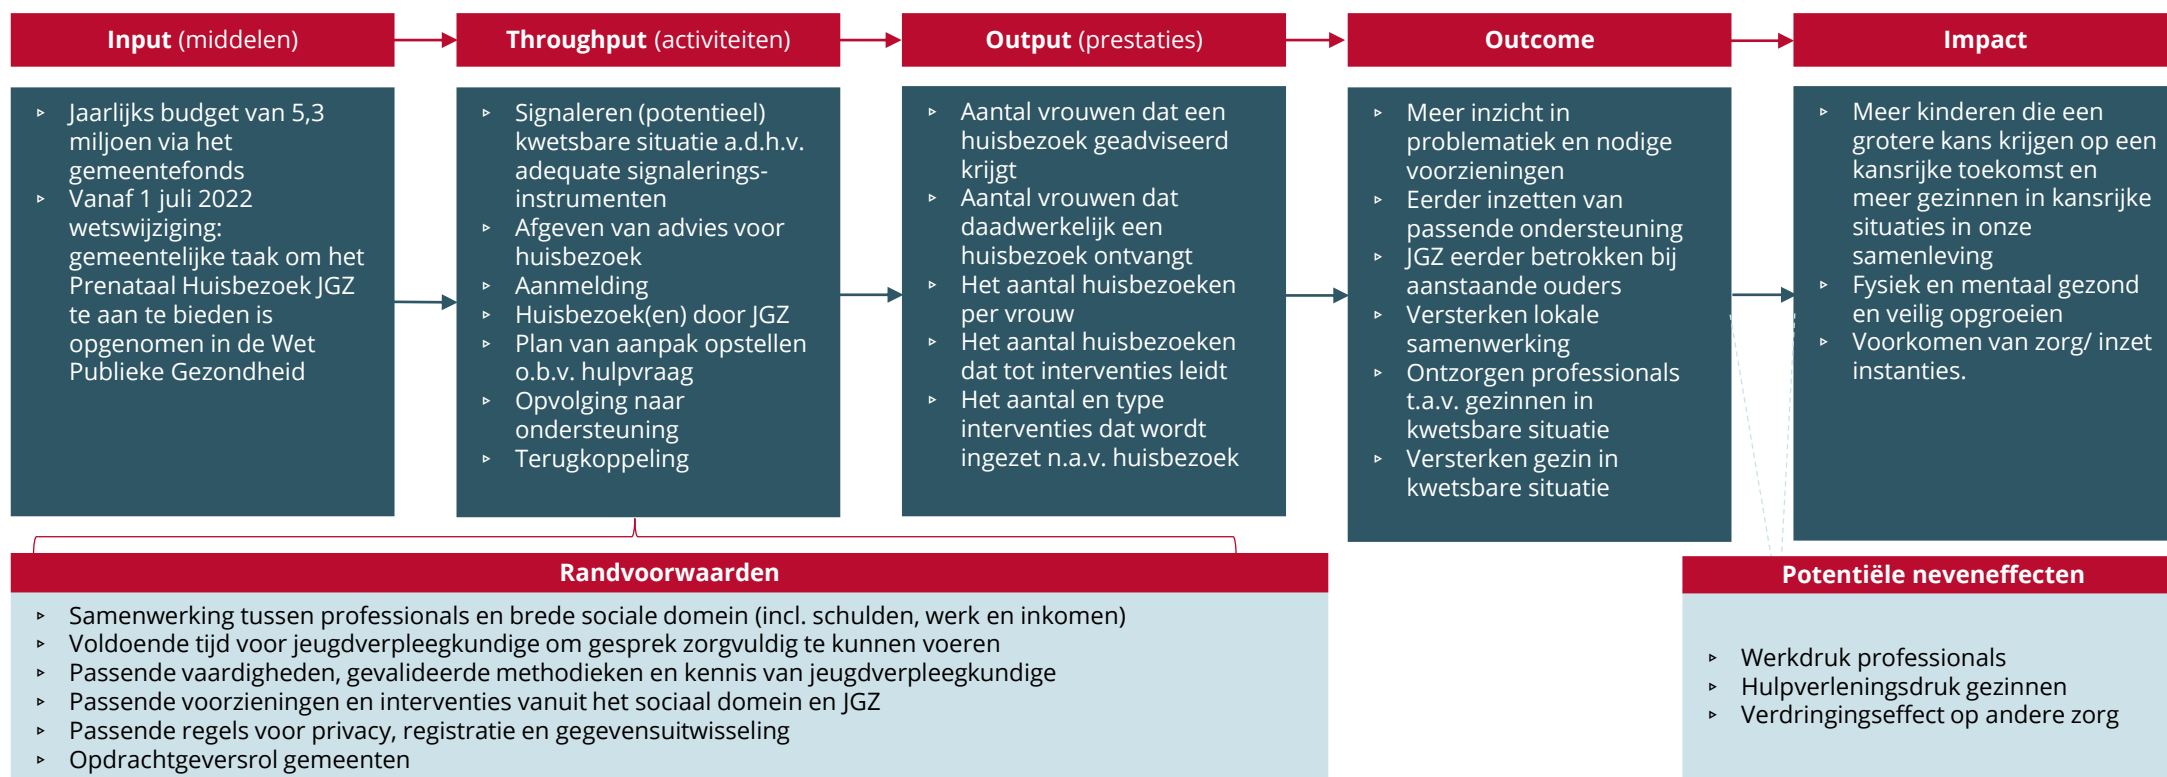 Input (middelen)
Throughput (activiteiten)
Output (prestaties)
Outcome
Impact
▹ Jaarlijks budget van 5,3
miljoen via het
gemeentefonds
▹ Vanaf 1 juli 2022
wetswijziging:
gemeentelijke taak om het
Prenataal Huisbezoek JGZ
te aan te bieden is
opgenomen in de Wet
Publieke Gezondheid
▹ Signaleren (potentieel)
kwetsbare situatie a.d.h.v.
adequate signalerings-
instrumenten
▹ Afgeven van advies voor
huisbezoek
▹ Aanmelding
▹ Huisbezoek(en) door JGZ
▹ Plan van aanpak opstellen
o.b.v. hulpvraag
▹ Opvolging naar
ondersteuning
▹ Terugkoppeling
▹ Aantal vrouwen dat een
huisbezoek geadviseerd
krijgt
▹ Aantal vrouwen dat
daadwerkelijk een
huisbezoek ontvangt
▹ Het aantal huisbezoeken
per vrouw
▹ Het aantal huisbezoeken
dat tot interventies leidt
▹ Het aantal en type
interventies dat wordt
ingezet n.a.v. huisbezoek
▹ Meer inzicht in
problematiek en nodige
voorzieningen
▹ Eerder inzetten van
passende ondersteuning
▹ JGZ eerder betrokken bij
aanstaande ouders
▹ Versterken lokale
samenwerking
▹ Ontzorgen professionals
t.a.v. gezinnen in
kwetsbare situatie
▹ Versterken gezin in
kwetsbare situatie
▹ Meer kinderen die een
grotere kans krijgen op een
kansrijke toekomst en
meer gezinnen in kansrijke
situaties in onze
samenleving
▹ Fysiek en mentaal gezond
en veilig opgroeien
▹ Voorkomen van zorg/ inzet
instanties.
Randvoorwaarden
▹ Samenwerking tussen professionals en brede sociale domein (incl. schulden, werk en inkomen)
▹ Voldoende tijd voor jeugdverpleegkundige om gesprek zorgvuldig te kunnen voeren
▹ Passende vaardigheden, gevalideerde methodieken en kennis van jeugdverpleegkundige
▹ Passende voorzieningen en interventies vanuit het sociaal domein en JGZ
▹ Passende regels voor privacy, registratie en gegevensuitwisseling
▹ Opdrachtgeversrol gemeenten
Potentiële neveneffecten
▹ Werkdruk professionals
▹ Hulpverleningsdruk gezinnen
▹ Verdringingseffect op andere zorg